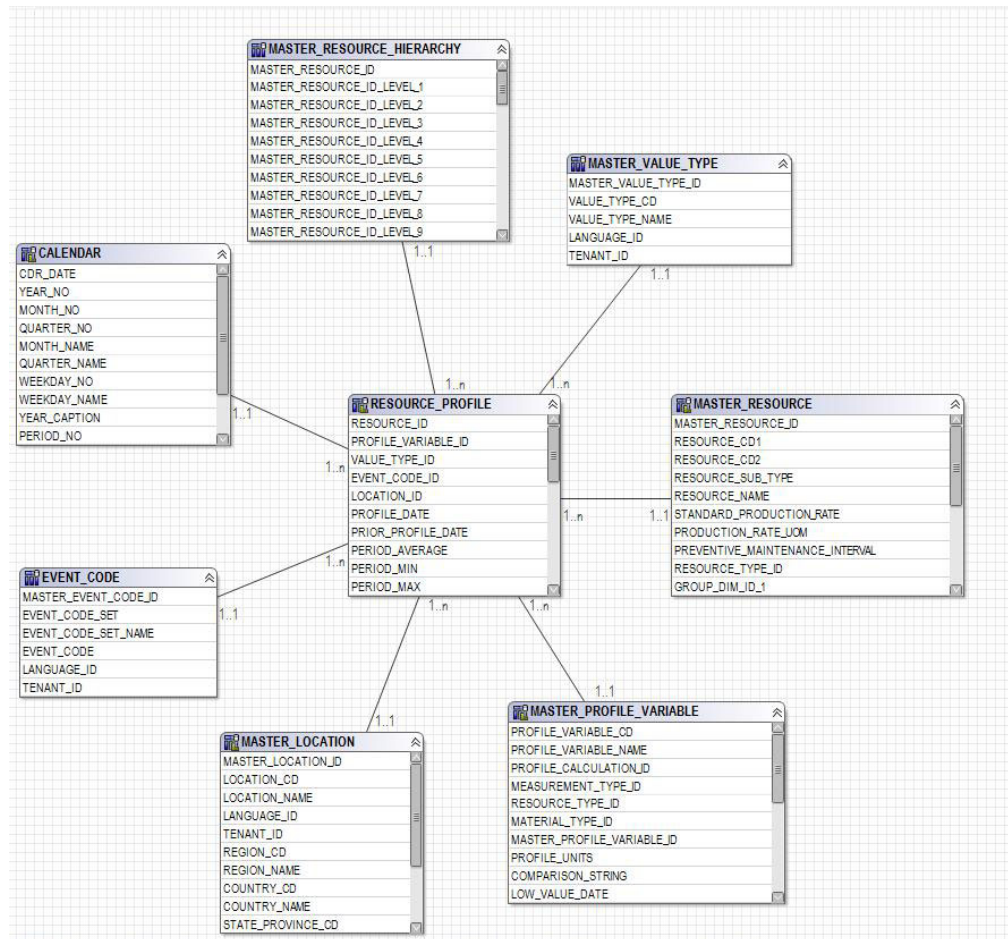 MASTER_RESOURCE_HIERARCHY
MASTER_RESOURCE_ID
MASTER_RESOURCE_ID_LEVEL_1
MASTER_RESOURCE_ID_LEVEL_2
MASTER_RESOURCE_ID_LEVEL_3
MASTER_RESOURCE_ID_LEVEL_4
MASTER_RESOURCE_ID_LEVEL_5
MASTER_RESOURCE_ID_LEVEL_6
MASTER_RESOURCE_ID_LEVEL_7
MASTER_RESOURCE_ID_LEVEL_8
MASTER_RESOURCE_ID_LEVEL_9
1..1
1..n
MASTER_VALUE_TYPE
MASTER_VALUE_TYPE_ID
VALUE_TYPE_CD
VALUE_TYPE_NAME
LANGUAGE_ID
TENANT_ID
1..1
1..n
CALENDAR
CDR_DATE
YEAR_NO
MONTH_NO
QUARTER_NO
MONTH_NAME
QUARTER_NAME
WEEKDAY_NO
WEEKDAY_NAME
YEAR_CAPTION
PERIOD_NO
1..1
1..n
RESOURCE_PROFILE
RESOURCE_ID
PROFILE_VARIABLE_ID
VALUE_TYPE_ID
EVENT_CODE_ID
LOCATION_ID
PROFILE_DATE
PRIOR_PROFILE_DATE
PERIOD_AVERAGE
PERIOD_MIN
PERIOD_MAX
1..n
1..1
MASTER_RESOURCE
MASTER_RESOURCE_ID
RESOURCE_CD1
RESOURCE_CD2
RESOURCE_SUB_TYPE
RESOURCE_NAME
STANDARD_PRODUCTION_RATE
PRODUCTION_RATE_UOM
PREVENTIVE_MAINTENANCE_INTERVAL
RESOURCE_TYPE_ID
GROUP_DIM_ID_1
EVENT_CODE
MASTER_EVENT_CODE_ID
EVENT_CODE_SET
EVENT_CODE_SET_NAME
EVENT_CODE
LANGUAGE_ID
TENANT_ID
1..1
1..n
1..n
1..n
1..1
1..1
MASTER_LOCATION
MASTER_LOCATION_ID
LOCATION_CD
LOCATION_NAME
LANGUAGE_ID
TENANT_ID
REGION_CD
REGION_NAME
COUNTRY_CD
COUNTRY_NAME
STATE_PROVINCE_CD
MASTER_PROFILE_VARIABLE
PROFILE_VARIABLE_CD
PROFILE_VARIABLE_NAME
PROFILE_CALCULATION_ID
MEASUREMENT_TYPE_ID
RESOURCE_TYPE_ID
MATERIAL_TYPE_ID
MASTER_PROFILE_VARIABLE_ID
PROFILE_UNITS
COMPARISON_STRING
LOW_VALUE_DATE